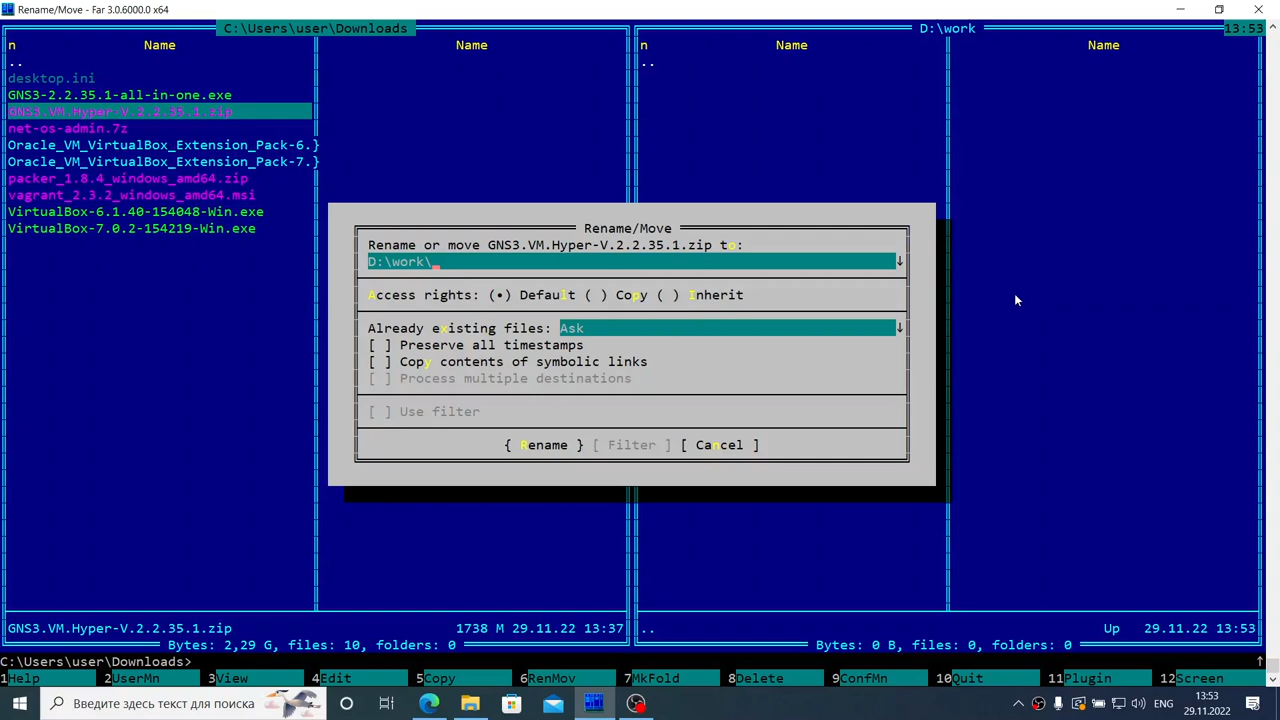 Rename/Move - Far 3.0.6000.0 x64
C:\Users\user\Downloads
D:\work
13:53
n Name Name n Name Name
.. ..
desktop.ini
GNS3-2.2.35.1-all-in-one.exe
GNS3.VM.Hyper-V.2.2.35.1.zip
net-os-admin.7z
Oracle_VM_VirtualBox_Extension_Pack-6.}
Oracle_VM_VirtualBox_Extension_Pack-7.}
packer_1.8.4_windows_amd64.zip
vagrant_2.3.2_windows_amd64.msi
VirtualBox-6.1.40-154048-Win.exe
VirtualBox-7.0.2-154219-Win.exe
Rename/Move
Rename or move GNS3.VM.Hyper-V.2.2.35.1.zip to:
D:\work\
↓
Access rights: (•) Default ( ) Copy ( ) Inherit
Already existing files: Ask ↓
[ ] Preserve all timestamps
[ ] Copy contents of symbolic links
[ ] Process multiple destinations
[ ] Use filter
{ Rename } [ Filter ] [ Cancel ]
GNS3.VM.Hyper-V.2.2.35.1.zip 1738 M 29.11.22 13:37 .. Up 29.11.22 13:53
Bytes: 2,29 G, files: 10, folders: 0 Bytes: 0 B, files: 0, folders: 0
C:\Users\user\Downloads> ↑
1Help 2UserMn 3View 4Edit 5Copy 6RenMov 7MkFold 8Delete 9ConfMn 10Quit 11Plugin 12Screen
Введите здесь текст для поиска
ENG
13:53
29.11.2022